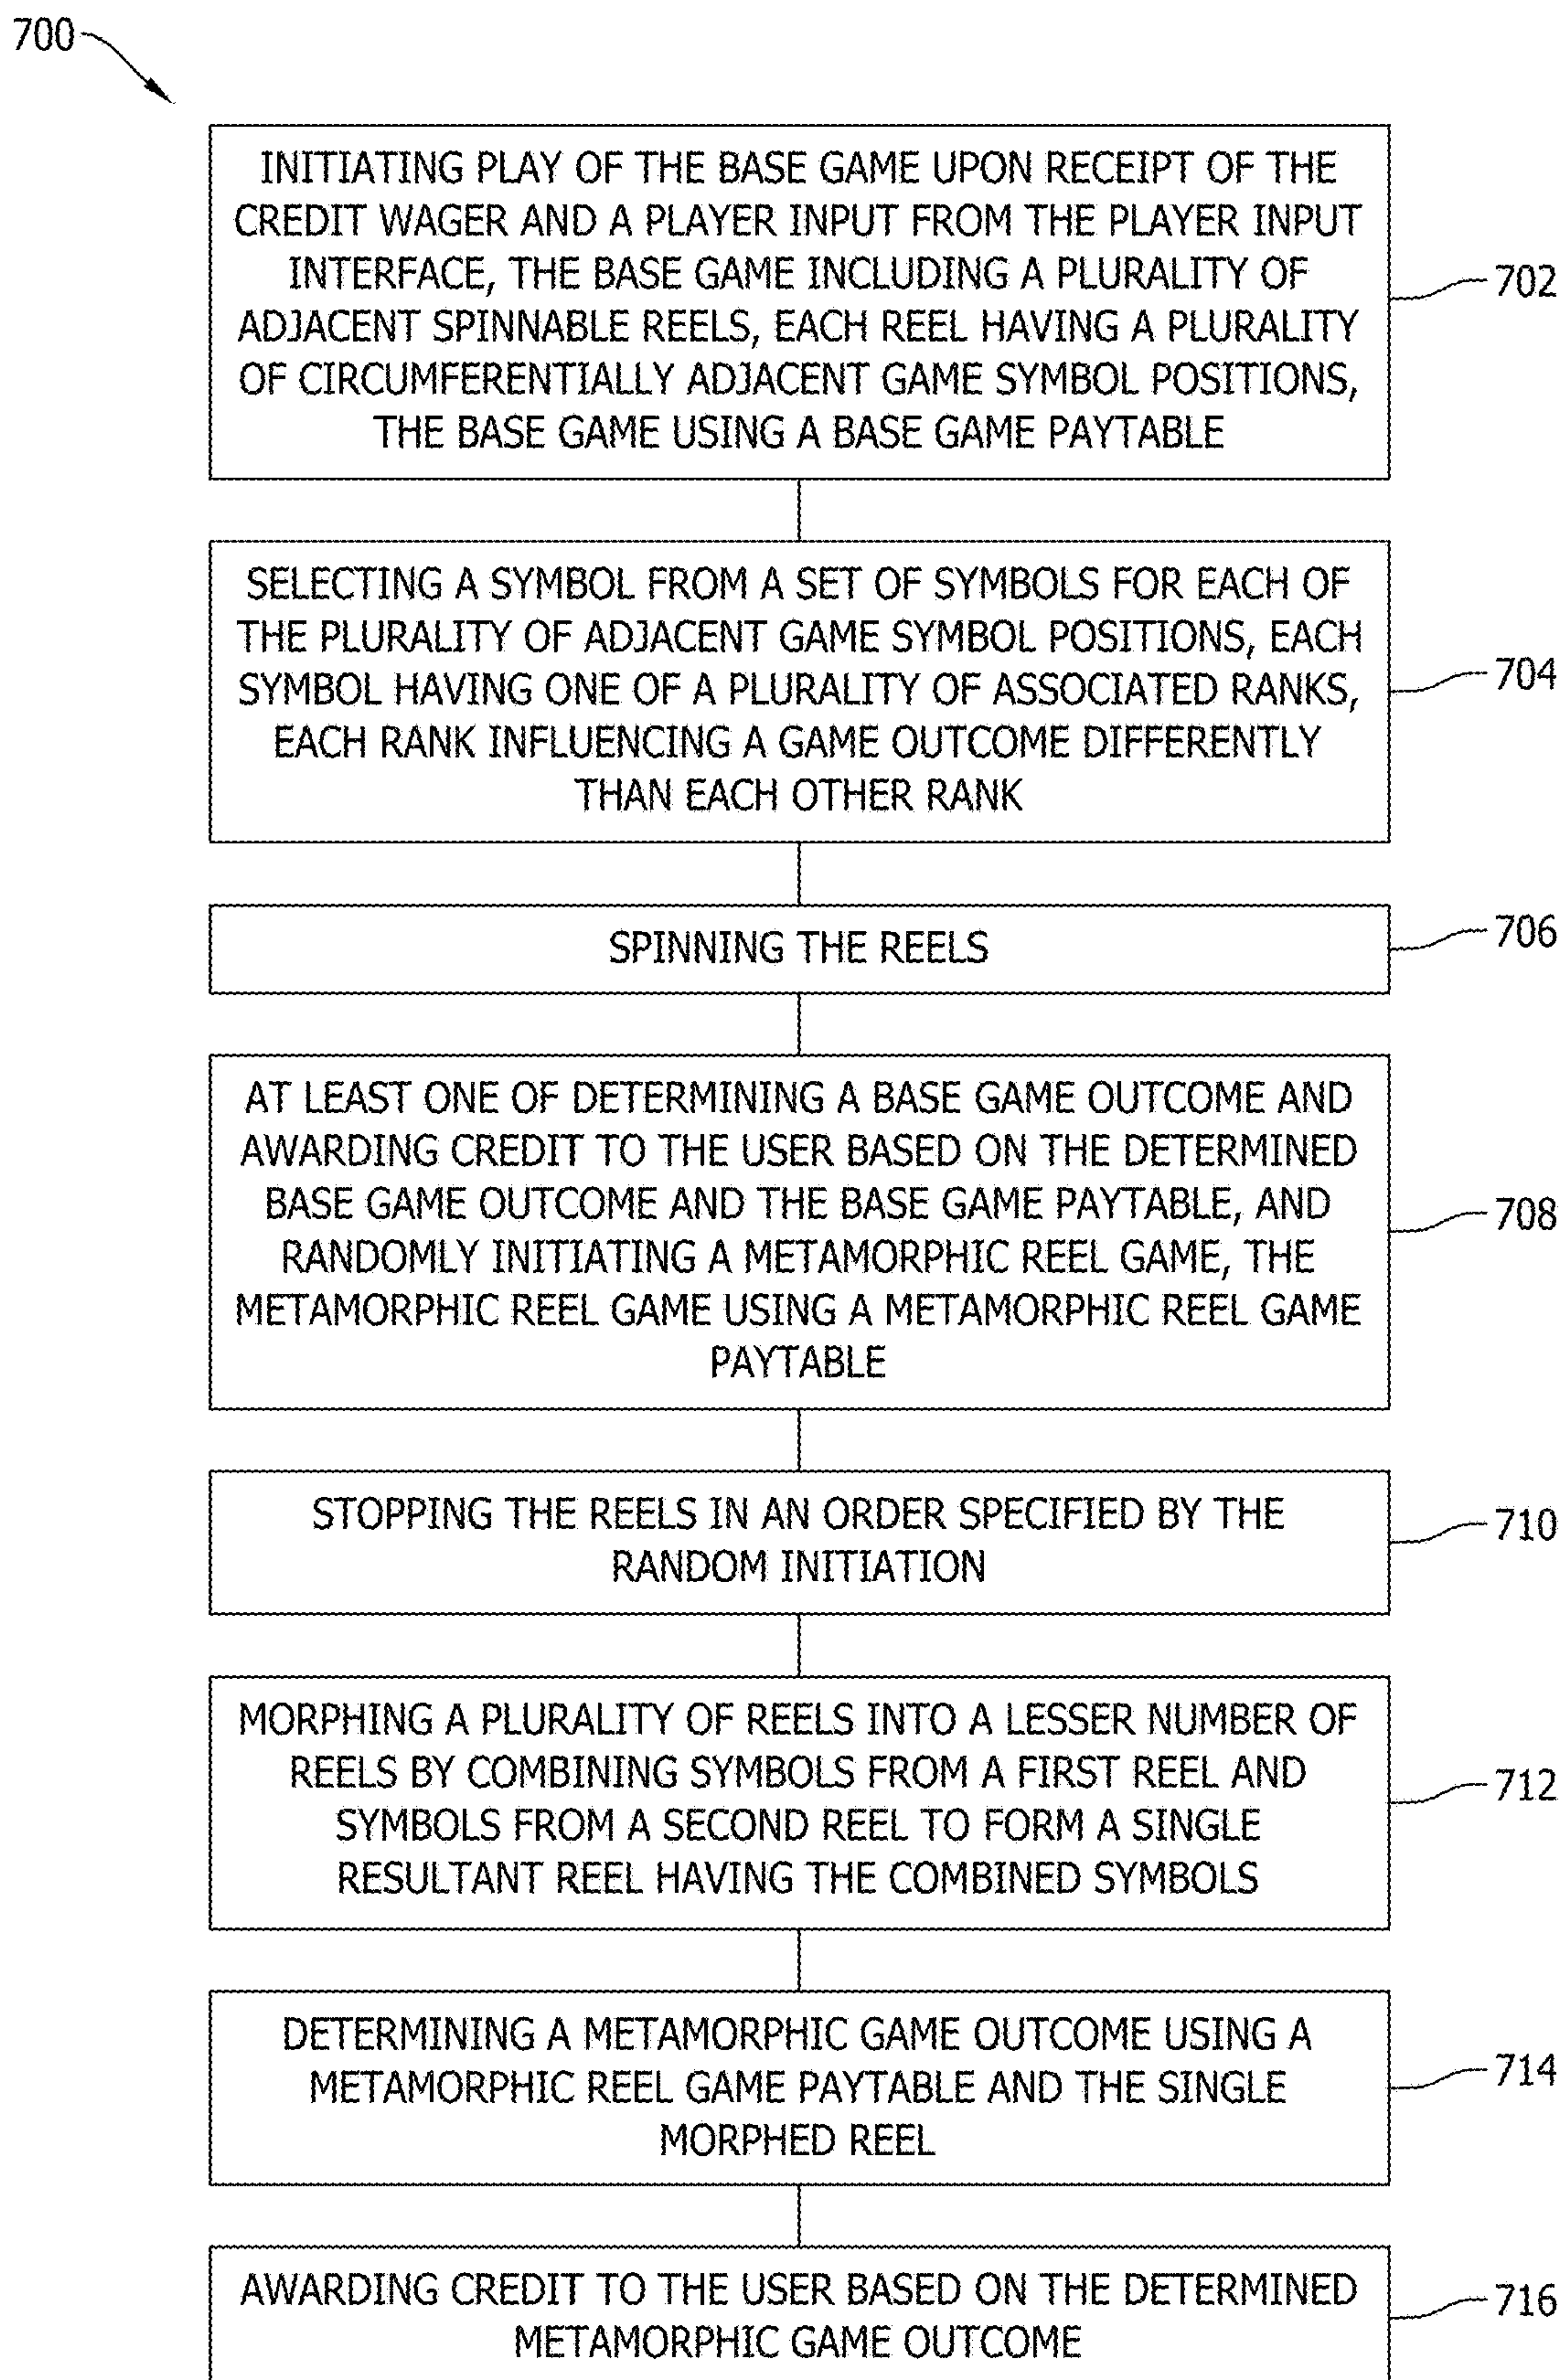 700
INITIATING PLAY OF THE BASE GAME UPON RECEIPT OF THE
CREDIT WAGER AND A PLAYER INPUT FROM THE PLAYER INPUT
INTERFACE, THE BASE GAME INCLUDING A PLURALITY OF
ADJACENT SPINNABLE REELS, EACH REEL HAVING A PLURALITY
OF CIRCUMFERENTIALLY ADJACENT GAME SYMBOL POSITIONS,
THE BASE GAME USING A BASE GAME PAYTABLE
702
SELECTING A SYMBOL FROM A SET OF SYMBOLS FOR EACH OF
THE PLURALITY OF ADJACENT GAME SYMBOL POSITIONS, EACH
SYMBOL HAVING ONE OF A PLURALITY OF ASSOCIATED RANKS,
EACH RANK INFLUENCING A GAME OUTCOME DIFFERENTLY
THAN EACH OTHER RANK
704
SPINNING THE REELS
706
AT LEAST ONE OF DETERMINING A BASE GAME OUTCOME AND
AWARDING CREDIT TO THE USER BASED ON THE DETERMINED
BASE GAME OUTCOME AND THE BASE GAME PAYTABLE, AND
RANDOMLY INITIATING A METAMORPHIC REEL GAME, THE
METAMORPHIC REEL GAME USING A METAMORPHIC REEL GAME
PAYTABLE
708
STOPPING THE REELS IN AN ORDER SPECIFIED BY THE
RANDOM INITIATION
710
MORPHING A PLURALITY OF REELS INTO A LESSER NUMBER OF
REELS BY COMBINING SYMBOLS FROM A FIRST REEL AND
SYMBOLS FROM A SECOND REEL TO FORM A SINGLE
RESULTANT REEL HAVING THE COMBINED SYMBOLS
712
DETERMINING A METAMORPHIC GAME OUTCOME USING A
METAMORPHIC REEL GAME PAYTABLE AND THE SINGLE
MORPHED REEL
714
AWARDING CREDIT TO THE USER BASED ON THE DETERMINED
METAMORPHIC GAME OUTCOME
716